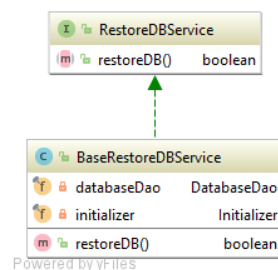 I RestoreDBService
m restoreDB() boolean
C BaseRestoreDBService
f databaseDao DatabaseDao
f initializer Initializer
m restoreDB() boolean
Powered by yFiles